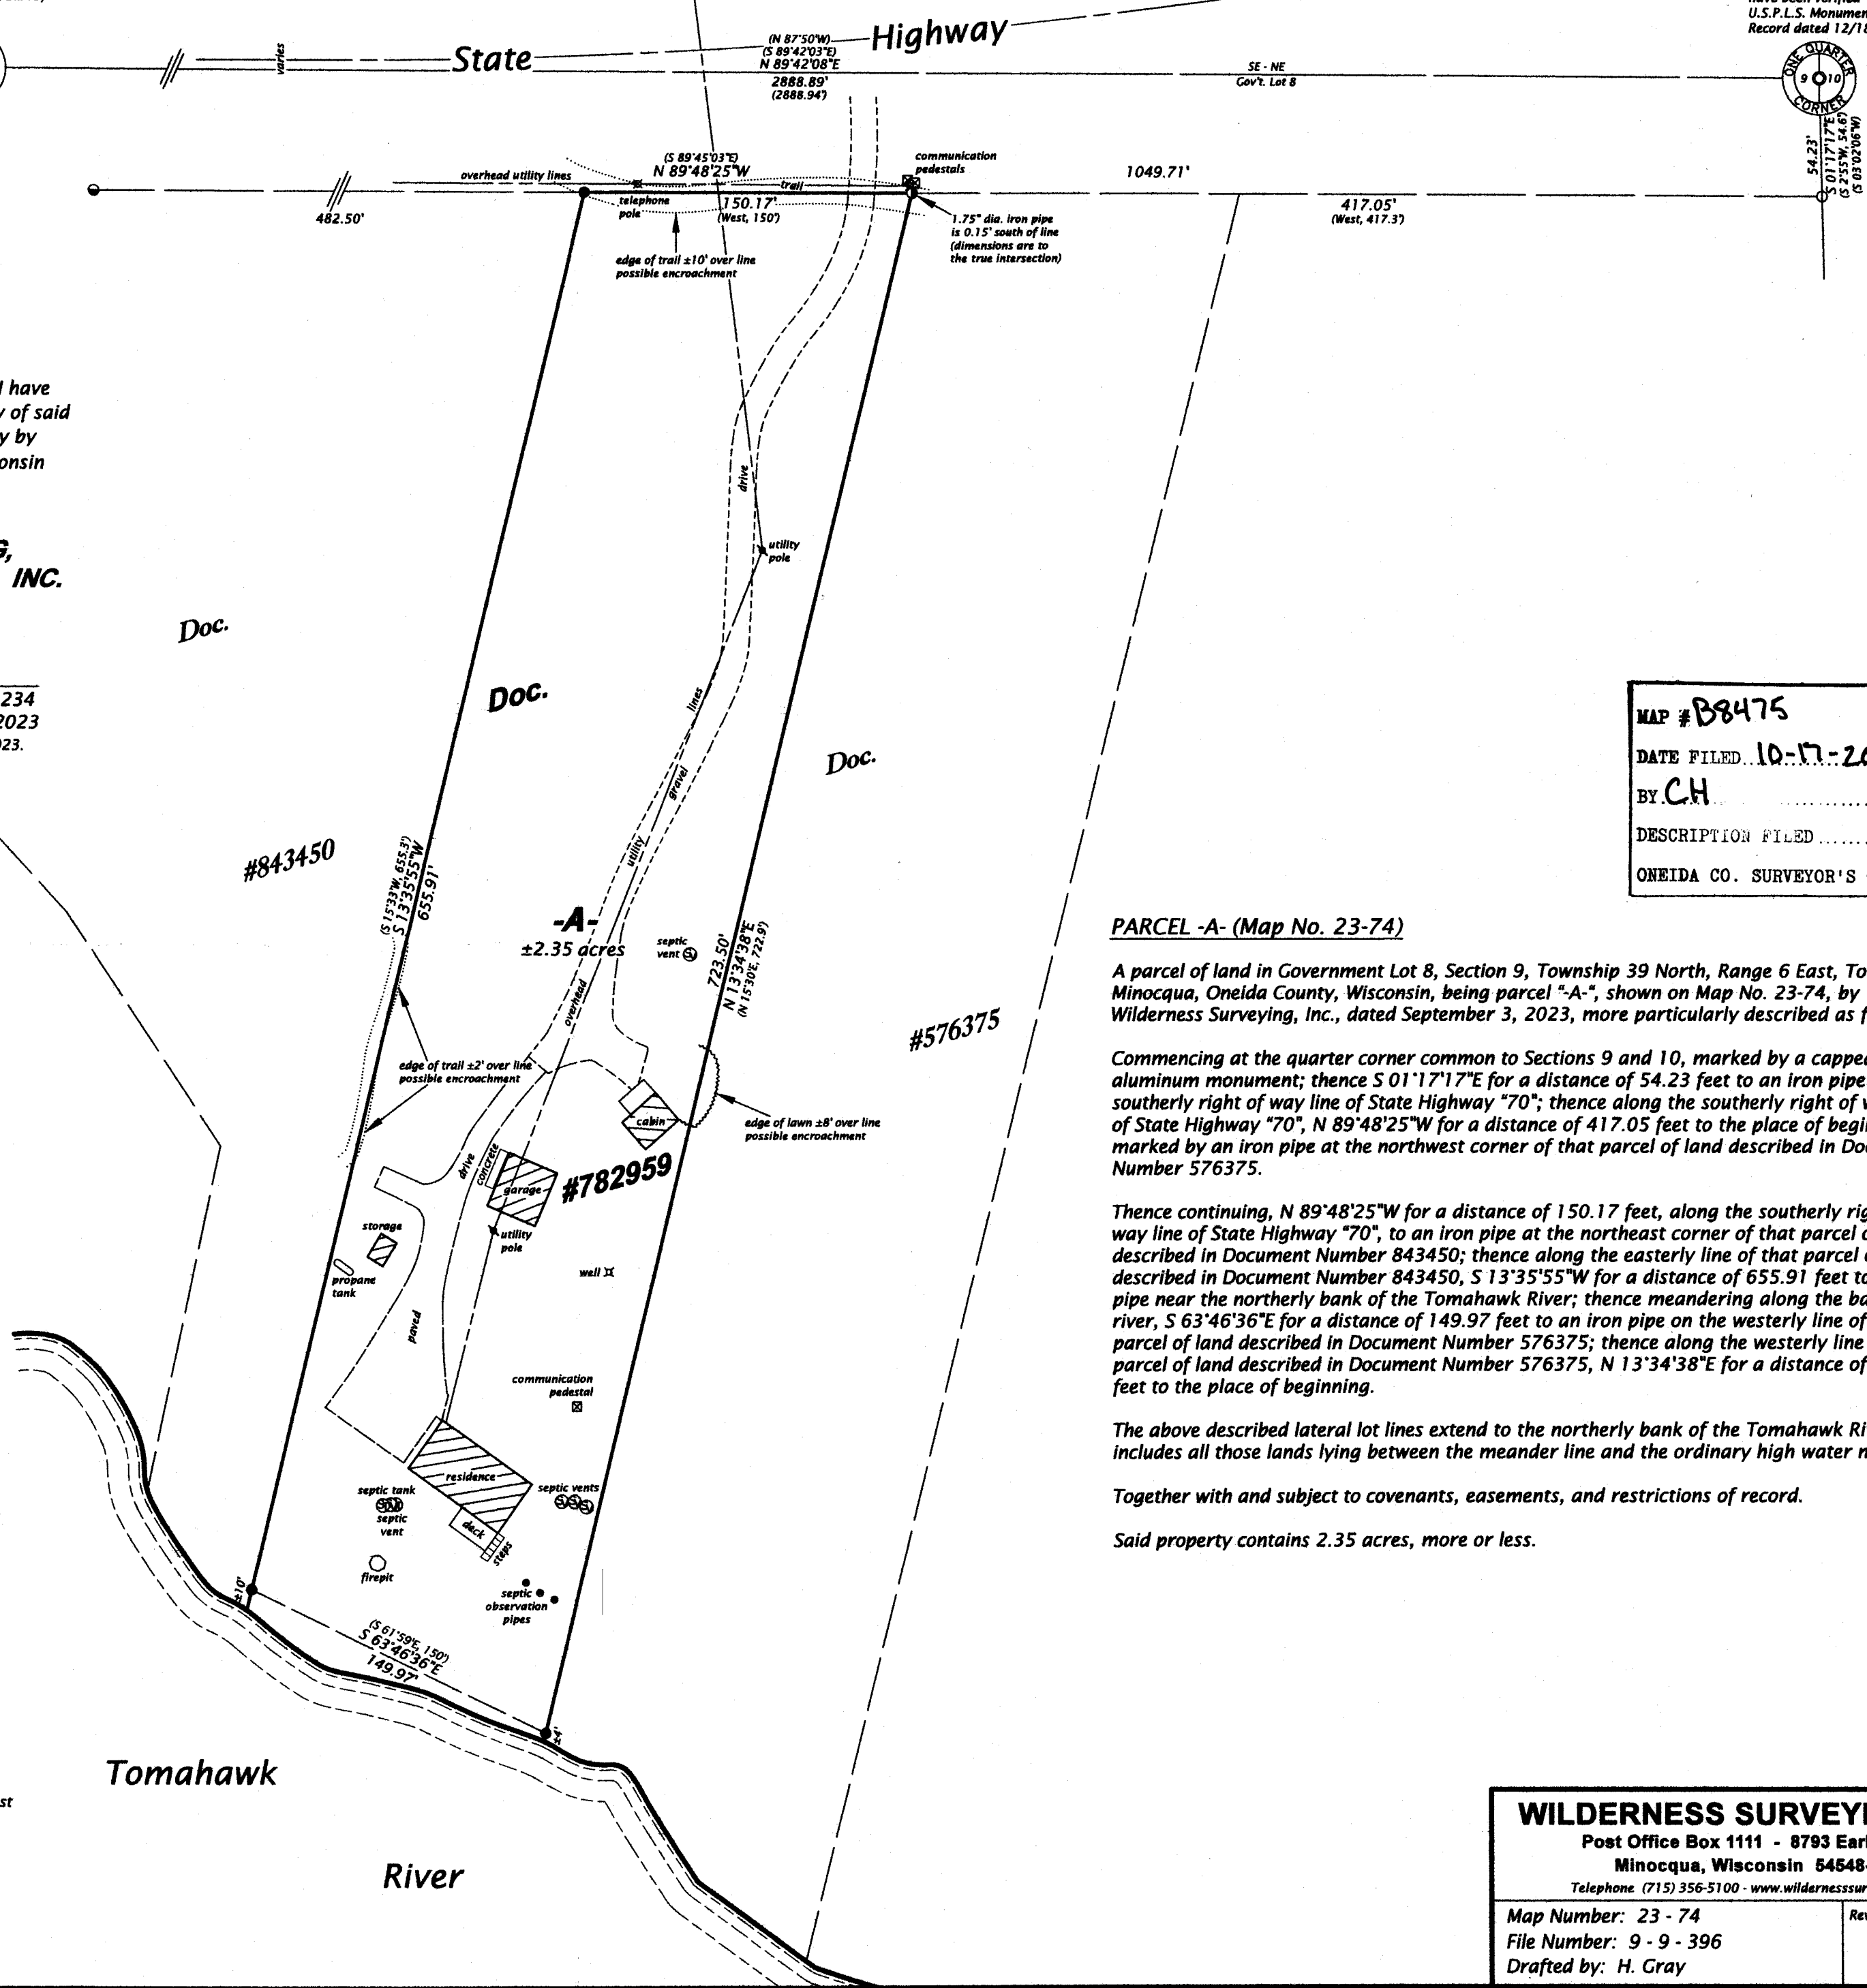 U.S.P.L.S. Monumen
Record dated 12/18
ONE QUARTER
9 10
CORNER
State
Highway
varies
(N 87°50'W)
(S 89°42'03"E)
N 89°42'08"E
2888.89'
(2888.94')
SE - NE
Gov't. Lot 8
54.23'
S 01°17'17"E
(S 2°55'W, 54.6')
(S 03°02'06"W)
overhead utility lines
(S 89°45'03"E)
N 89°48'25"W
trail
communication
pedestals
1049.71'
482.50'
telephone
pole
150.17'
(West, 150')
417.05'
(West, 417.3')
1.75" dia. iron pipe
is 0.15' south of line
(dimensions are to
the true intersection)
edge of trail ±10' over line
possible encroachment
I have
y of said
y by
onsin
drive
G,
INC.
utility
pole
Doc.
Doc.
Doc.
234
2023
023.
lines
gravel
utility
overhead
MAP # B8475
DATE FILED 10-17-20
BY CH
DESCRIPTION FILED
ONEIDA CO. SURVEYOR'S
#843450
(S 15°33'W, 655.3')
S 13°35'55"W
655.91'
-A-
±2.35 acres
septic
vent
723.50'
N 13°34'38"E
(N 15°30'E, 722.9')
#576375
edge of trail ±2' over line
possible encroachment
cabin
edge of lawn ±8' over line
possible encroachment
drive
concrete
garage
#782959
storage
utility
pole
propane
tank
well
paved
communication
pedestal
residence
septic tank
septic
vent
septic vents
deck
steps
firepit
septic
observation
pipes
±10'
(S 61°59'E, 150')
S 63°46'36"E
149.97'
±4'
Tomahawk
River
st
PARCEL -A- (Map No. 23-74)
A parcel of land in Government Lot 8, Section 9, Township 39 North, Range 6 East, To
Minocqua, Oneida County, Wisconsin, being parcel "-A-", shown on Map No. 23-74, by
Wilderness Surveying, Inc., dated September 3, 2023, more particularly described as f
Commencing at the quarter corner common to Sections 9 and 10, marked by a cappe
aluminum monument; thence S 01°17'17"E for a distance of 54.23 feet to an iron pipe
southerly right of way line of State Highway "70"; thence along the southerly right of w
of State Highway "70", N 89°48'25"W for a distance of 417.05 feet to the place of begi
marked by an iron pipe at the northwest corner of that parcel of land described in Do
Number 576375.
Thence continuing, N 89°48'25"W for a distance of 150.17 feet, along the southerly rig
way line of State Highway "70", to an iron pipe at the northeast corner of that parcel o
described in Document Number 843450; thence along the easterly line of that parcel
described in Document Number 843450, S 13°35'55"W for a distance of 655.91 feet to
pipe near the northerly bank of the Tomahawk River; thence meandering along the ba
river, S 63°46'36"E for a distance of 149.97 feet to an iron pipe on the westerly line of
parcel of land described in Document Number 576375; thence along the westerly line
parcel of land described in Document Number 576375, N 13°34'38"E for a distance of
feet to the place of beginning.
The above described lateral lot lines extend to the northerly bank of the Tomahawk Ri
includes all those lands lying between the meander line and the ordinary high water
Together with and subject to covenants, easements, and restrictions of record.
Said property contains 2.35 acres, more or less.
WILDERNESS SURVEY
Post Office Box 1111 - 8793 Earl
Minocqua, Wisconsin 54548-
Telephone (715) 356-5100 - www.wildernesssur
Map Number: 23 - 74
File Number: 9 - 9 - 396
Drafted by: H. Gray
Rev